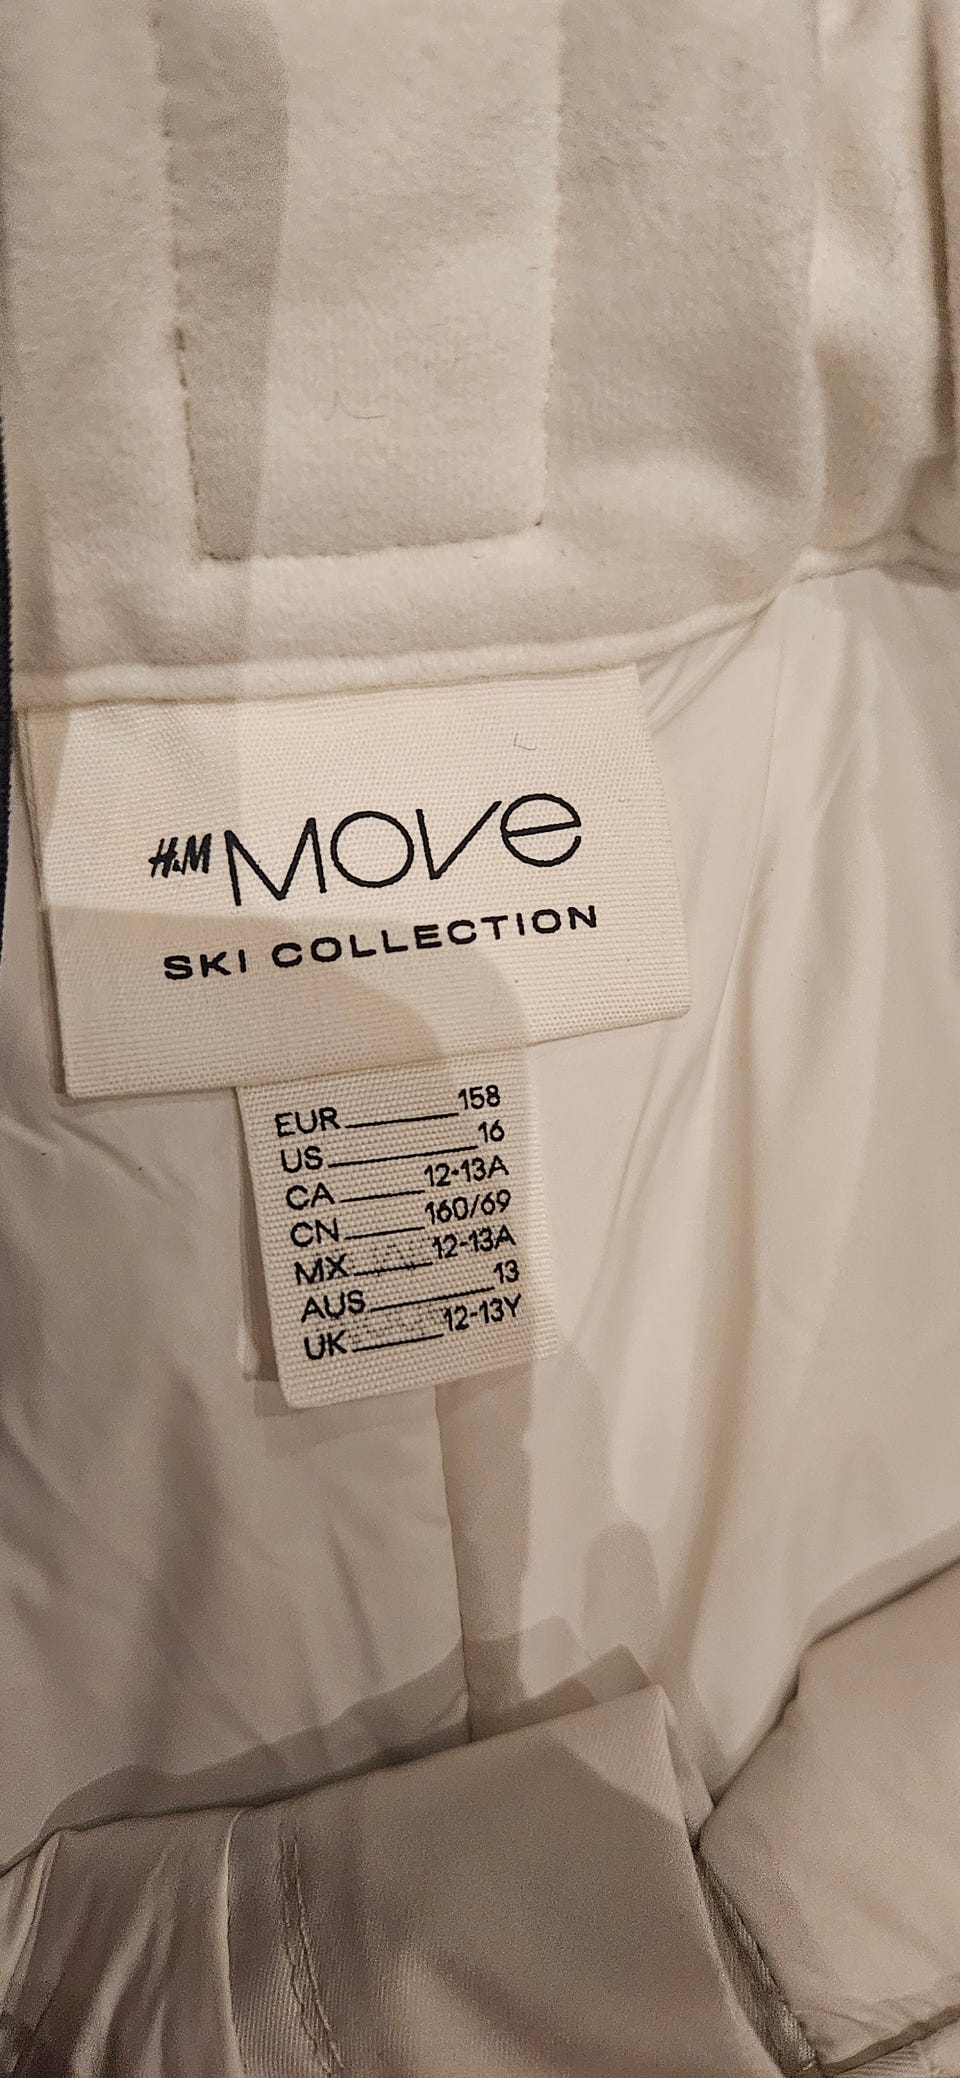 H&M MOVE
SKI COLLECTION
EUR 158
US 16
CA 12-13A
CN 160/69
MX 12-13A
AUS 13
UK 12-13Y